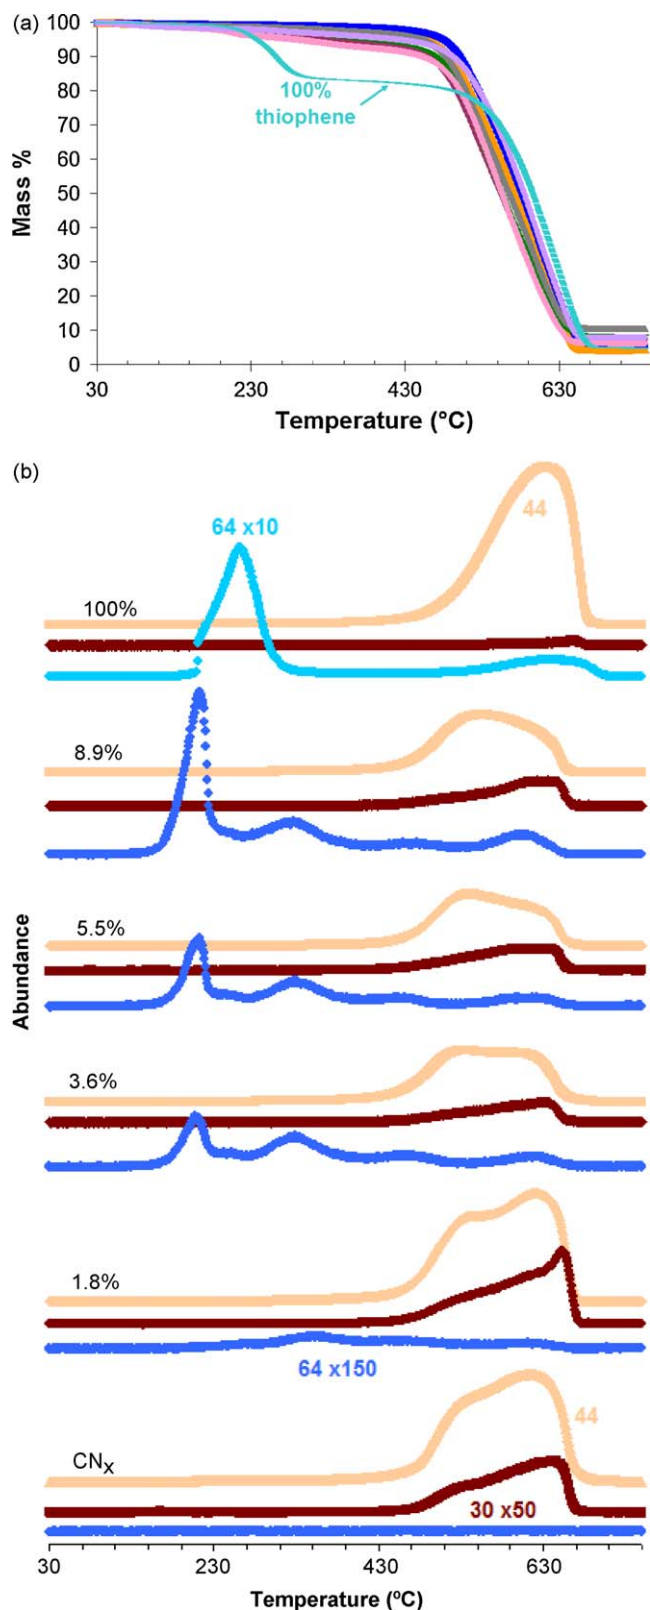 (a)
100
90
80
70
60
50
40
30
20
10
0
Mass %
100%
thiophene
30 230 430 630
Temperature (°C)
(b)
64 x10
44
100%
8.9%
5.5%
Abundance
3.6%
1.8%
64 x150
44
CNx
30 x50
30 230 430 630
Temperature (ºC)